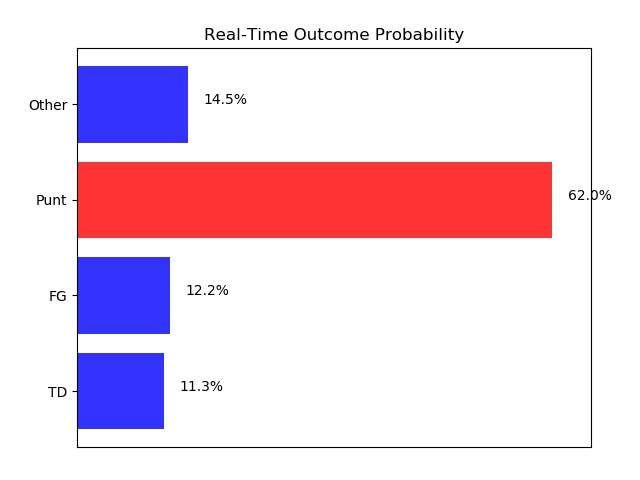 Real-Time Outcome Probability
Other 14.5%
Punt 62.0%
FG 12.2%
TD 11.3%